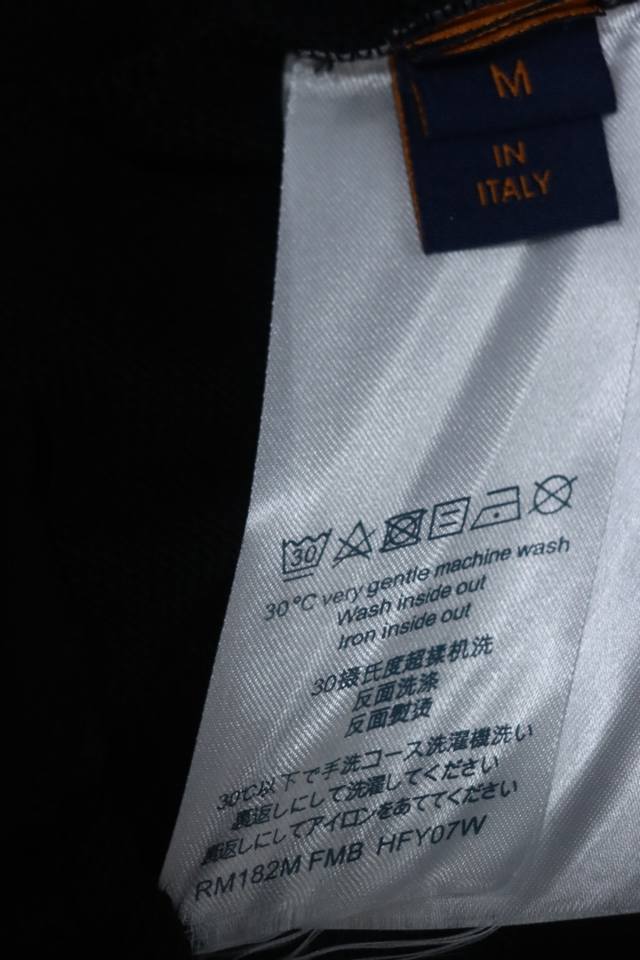 M
IN
ITALY
30
30°C very gentle machine wash
Wash inside out
Iron inside out
30摄氏度超揉机洗
反面洗涤
反面熨烫
30℃以下で手洗コース洗濯機洗い
裏返しにして洗濯してください
裏返しにしてアイロンをあててください
RM182M FMB HFY07W